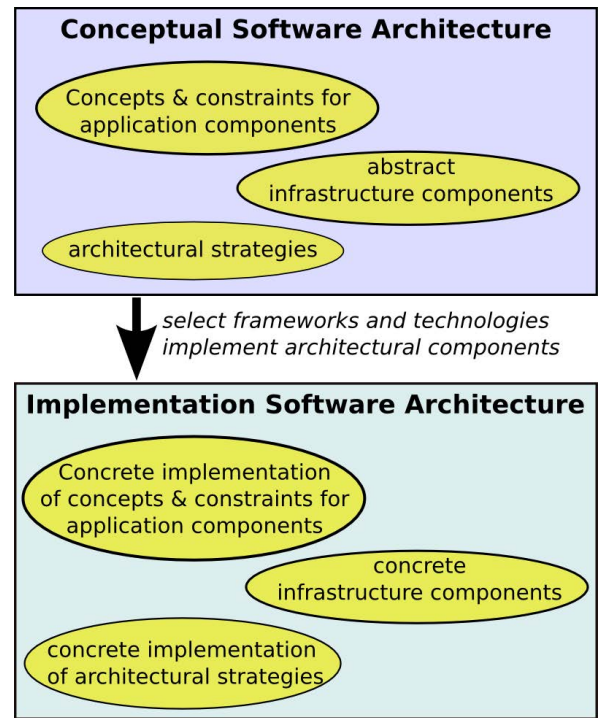 Conceptual Software Architecture
Concepts & constraints for
application components
abstract
infrastructure components
architectural strategies
select frameworks and technologies
implement architectural components
Implementation Software Architecture
Concrete implementation
of concepts & constraints for
application components
concrete
infrastructure components
concrete implementation
of architectural strategies